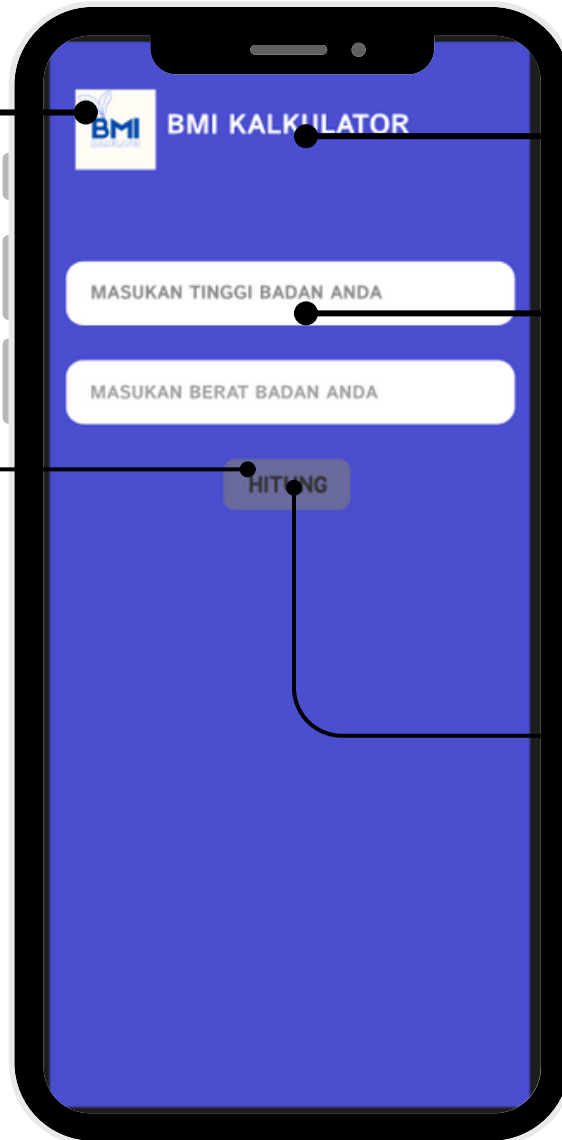 BMI
BMI KALKULATOR
MASUKAN TINGGI BADAN ANDA
MASUKAN BERAT BADAN ANDA
HITUNG